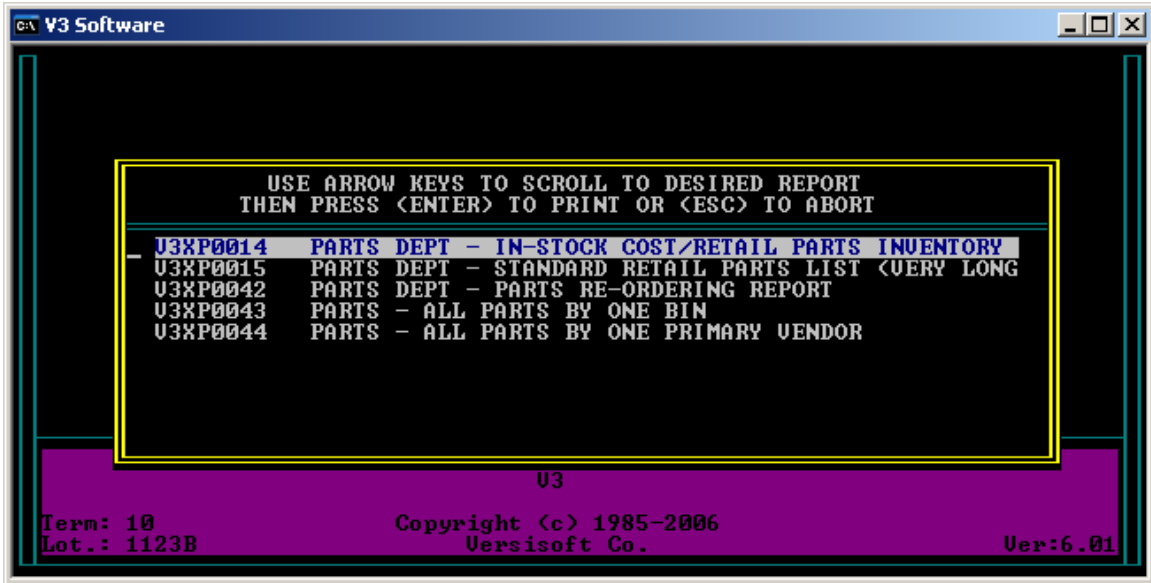 V3 Software
USE ARROW KEYS TO SCROLL TO DESIRED REPORT
THEN PRESS <ENTER> TO PRINT OR <ESC> TO ABORT
V3XP0014 PARTS DEPT - IN-STOCK COST/RETAIL PARTS INVENTORY
V3XP0015 PARTS DEPT - STANDARD RETAIL PARTS LIST (VERY LONG
V3XP0042 PARTS DEPT - PARTS RE-ORDERING REPORT
V3XP0043 PARTS - ALL PARTS BY ONE BIN
V3XP0044 PARTS - ALL PARTS BY ONE PRIMARY VENDOR
V3
Term: 10 Copyright (c) 1985-2006
Lot.: 1123B Versisoft Co. Ver:6.01